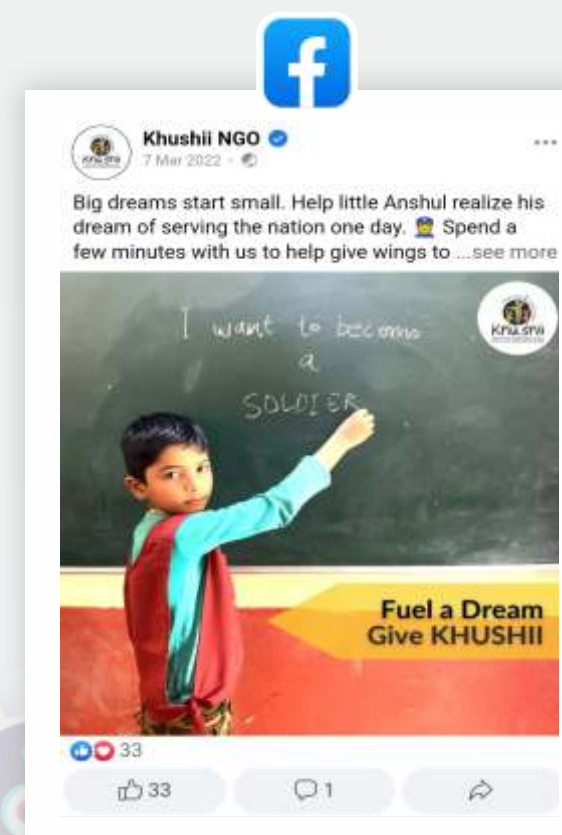 Khushii NGO
7 Mar 2022
Big dreams start small. Help little Anshul realize his
dream of serving the nation one day. 👮 Spend a
few minutes with us to help give wings to ...see more
I want to become
a
SOLDIER
Khushii
Fuel a Dream
Give KHUSHII
33
33
1